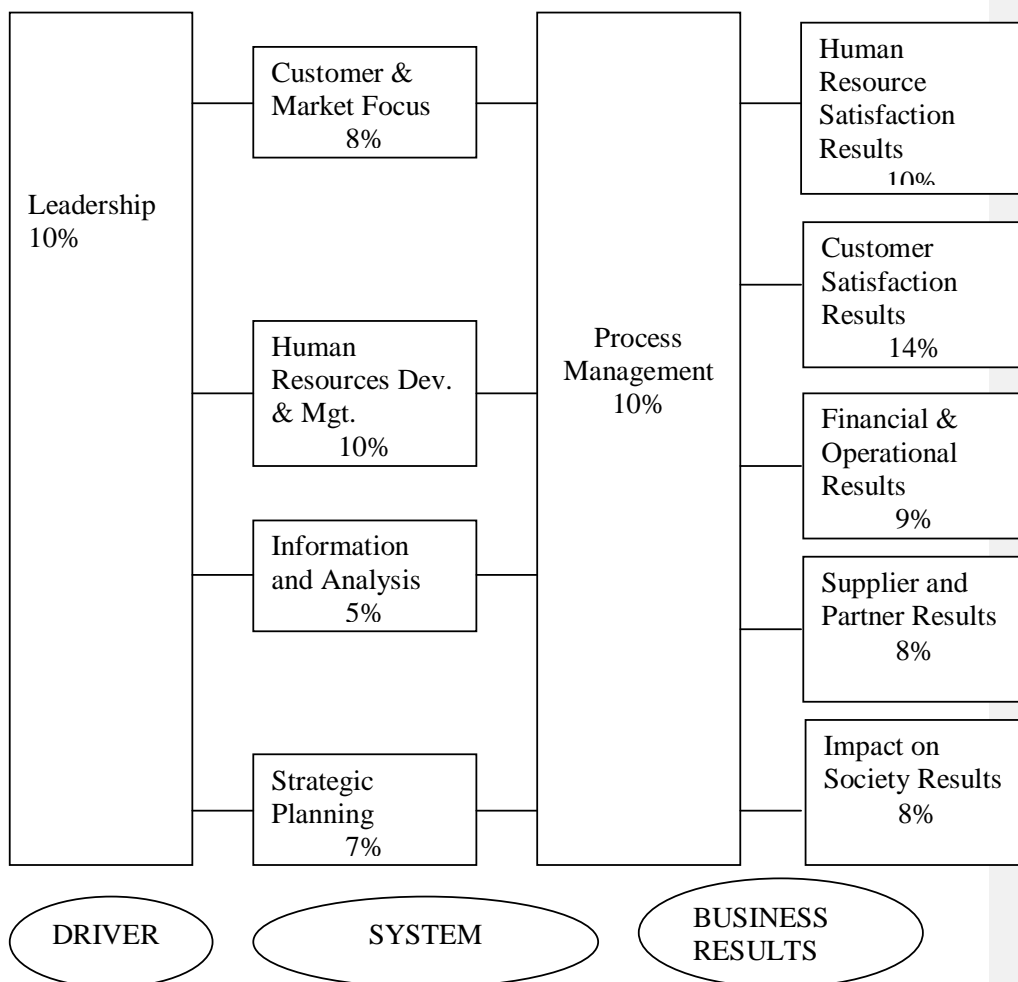 Leadership
10%
Customer &
Market Focus
8%
Human
Resources Dev.
& Mgt.
10%
Information
and Analysis
5%
Strategic
Planning
7%
Process
Management
10%
Human
Resource
Satisfaction
Results
10%
Customer
Satisfaction
Results
14%
Financial &
Operational
Results
9%
Supplier and
Partner Results
8%
Impact on
Society Results
8%
DRIVER
SYSTEM
BUSINESS
RESULTS